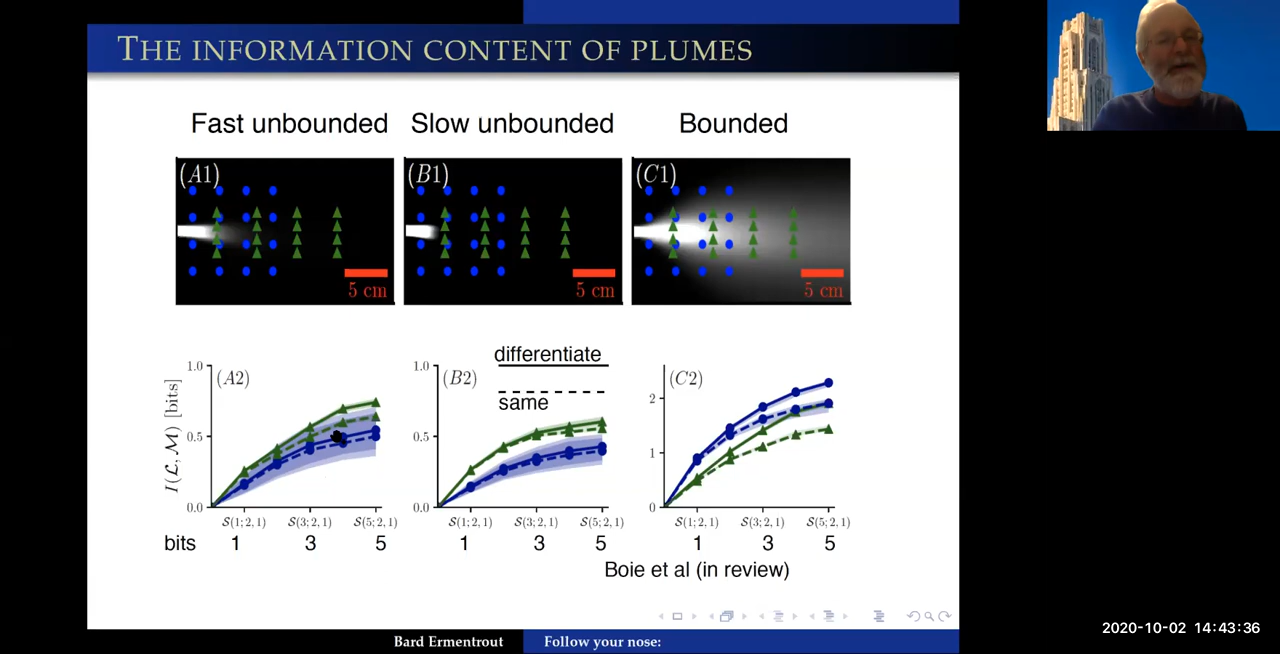 THE INFORMATION CONTENT OF PLUMES
Fast unbounded Slow unbounded Bounded
(A1) (B1) (C1)
5 cm 5 cm 5 cm
differentiate
same
(A2) (B2) (C2)
I(L, M) [bits]
1.0 0.5 0.0
1.0 0.5 0.0
2 1 0
S(1; 2, 1) S(3; 2, 1) S(5; 2, 1) S(1; 2, 1) S(3; 2, 1) S(5; 2, 1) S(1; 2, 1) S(3; 2, 1) S(5; 2, 1)
bits 1 3 5 1 3 5 1 3 5
Boie et al (in review)
Bard Ermentrout Follow your nose:
2020-10-02 14:43:36